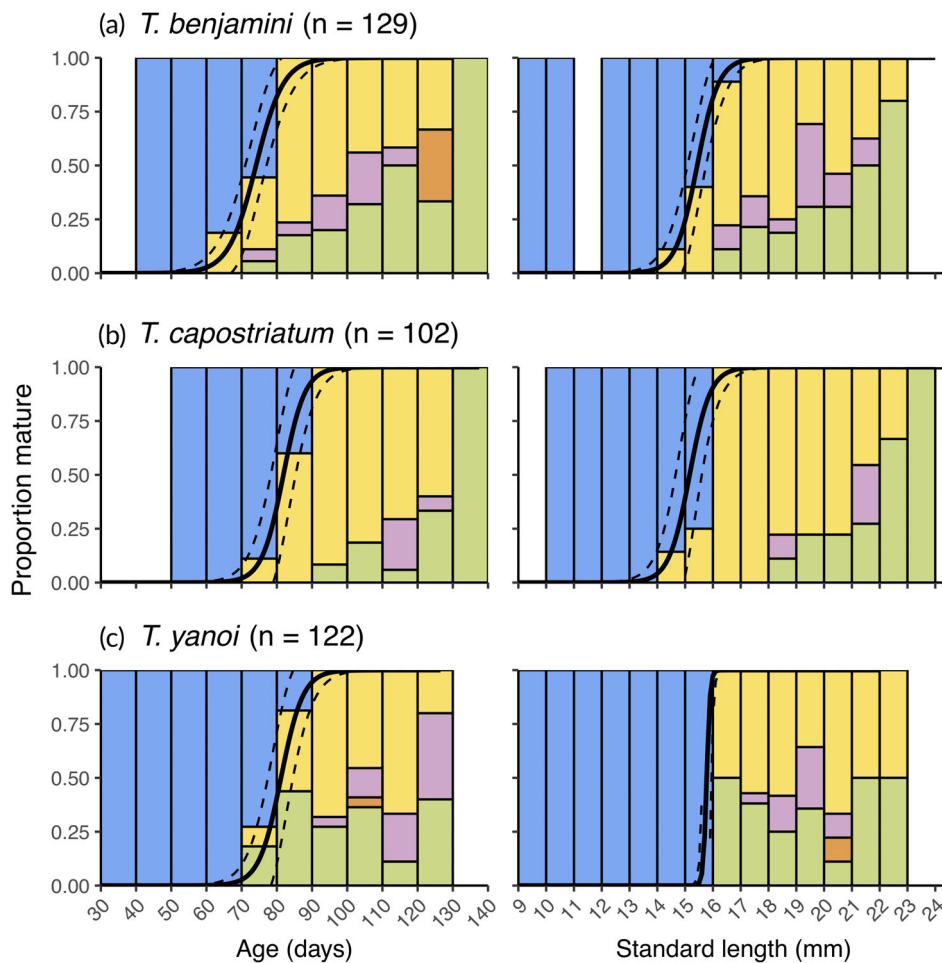 (a) T. benjamini (n = 129)
1.00
0.75
0.50
0.25
0.00
(b) T. capostriatum (n = 102)
1.00
0.75
0.50
0.25
0.00
Proportion mature
(c) T. yanoi (n = 122)
1.00
0.75
0.50
0.25
0.00
30 40 50 60 70 80 90 100 110 120 130 140
9 10 11 12 13 14 15 16 17 18 19 20 21 22 23 24
Age (days)
Standard length (mm)